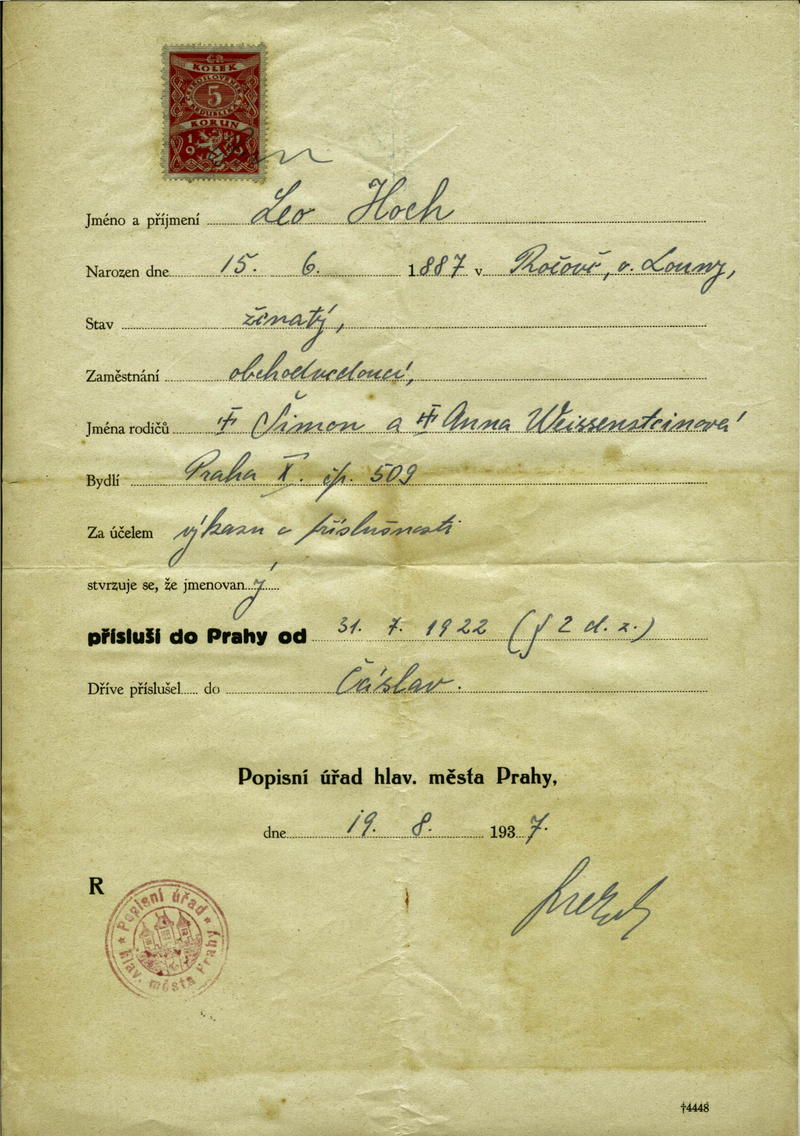 KOLEK
ČESKOSLOVENSKÁ REPUBLIKA
5
KORUN
1919
Jméno a příjmení Leo Hoch
Narozen dne 15. 6. 1887 v Ročově, o. Louny,
Stav ženatý,
Zaměstnání obchodvedoucí,
Jména rodičů Šimon a Anna Weissensteinová
Bydlí Praha X. čp. 509
Za účelem výkazu o příslušnosti
stvrzuje se, že jmenovaný
přísluší do Prahy od 31. 7. 1922 (§ 2 d. z.)
Dříve příslušel do Čáslav.
Popisní úřad hlav. města Prahy,
dne 19. 8. 1937.
R
Popisní úřad
hlav. města Prahy
†4448